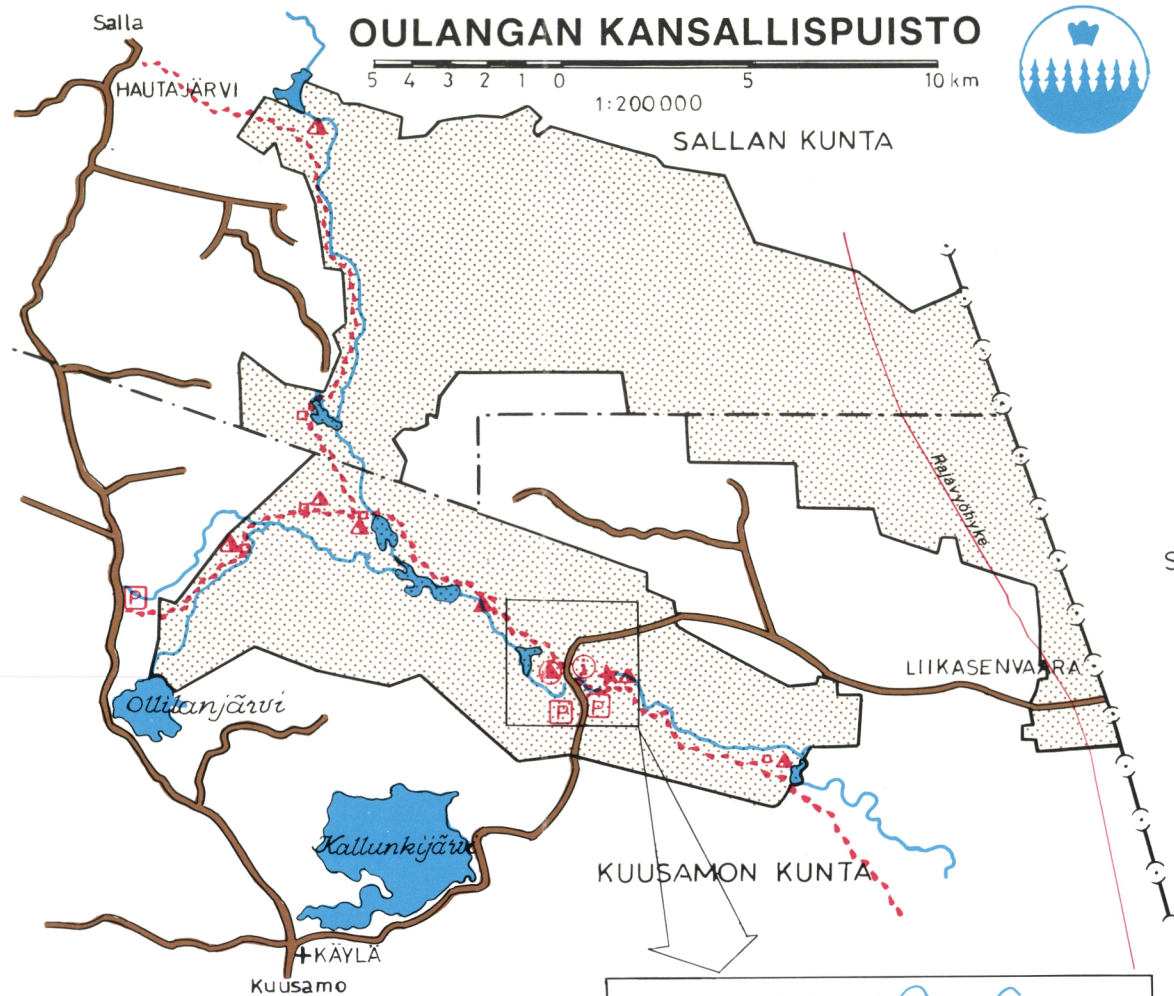 OULANGAN KANSALLISPUISTO
5 4 3 2 1 0 5 10 km
1:200 000
Salla
HAUTAJÄRVI
SALLAN KUNTA
Rajavyöhyke
S
P
LIIKASENVAARA
i
P
P
Ollilanjärvi
Kallunkijärvi
KUUSAMON KUNTA
KÄYLÄ
Kuusamo